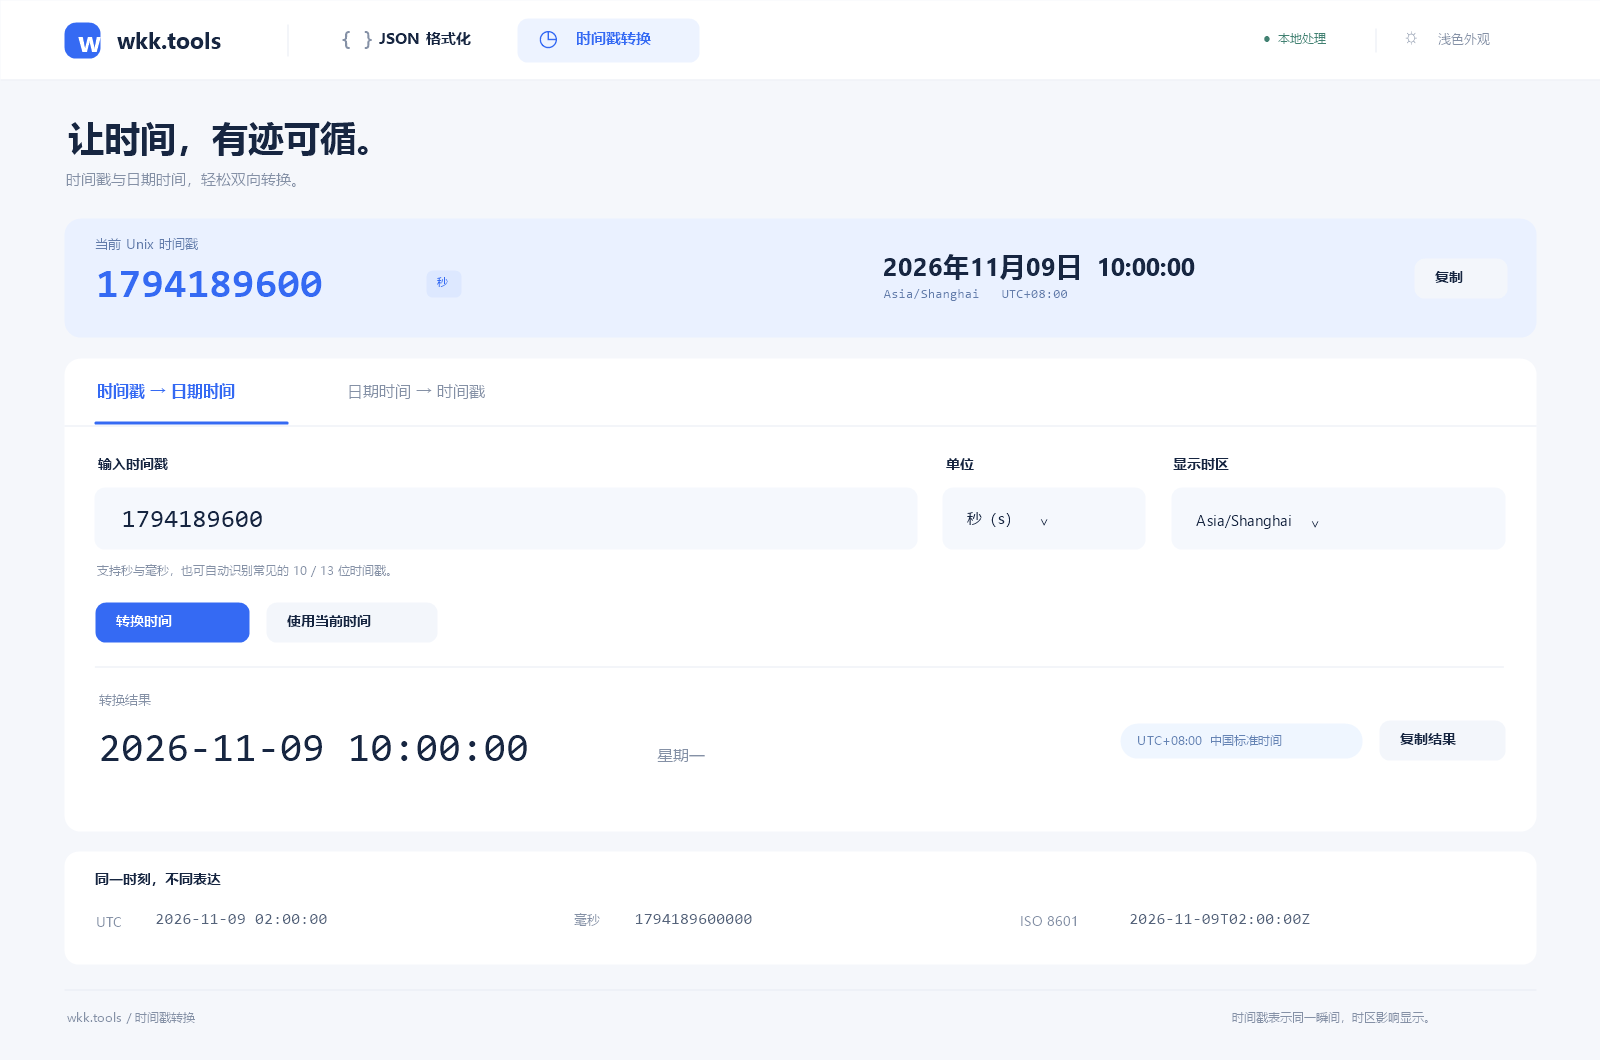 w wkk.tools { } JSON 格式化 时间戳转换 本地处理 浅色外观
让时间，有迹可循。
时间戳与日期时间，轻松双向转换。
当前 Unix 时间戳
1794189600 秒
2026年11月09日 10:00:00
Asia/Shanghai UTC+08:00
复制
时间戳 → 日期时间 日期时间 → 时间戳
输入时间戳 单位 显示时区
1794189600 秒 (s) v Asia/Shanghai v
支持秒与毫秒，也可自动识别常见的 10 / 13 位时间戳。
转换时间 使用当前时间
转换结果
2026-11-09 10:00:00 星期一 UTC+08:00 中国标准时间 复制结果
同一时刻，不同表达
UTC 2026-11-09 02:00:00 毫秒 1794189600000 ISO 8601 2026-11-09T02:00:00Z
wkk.tools / 时间戳转换 时间戳表示同一瞬间，时区影响显示。